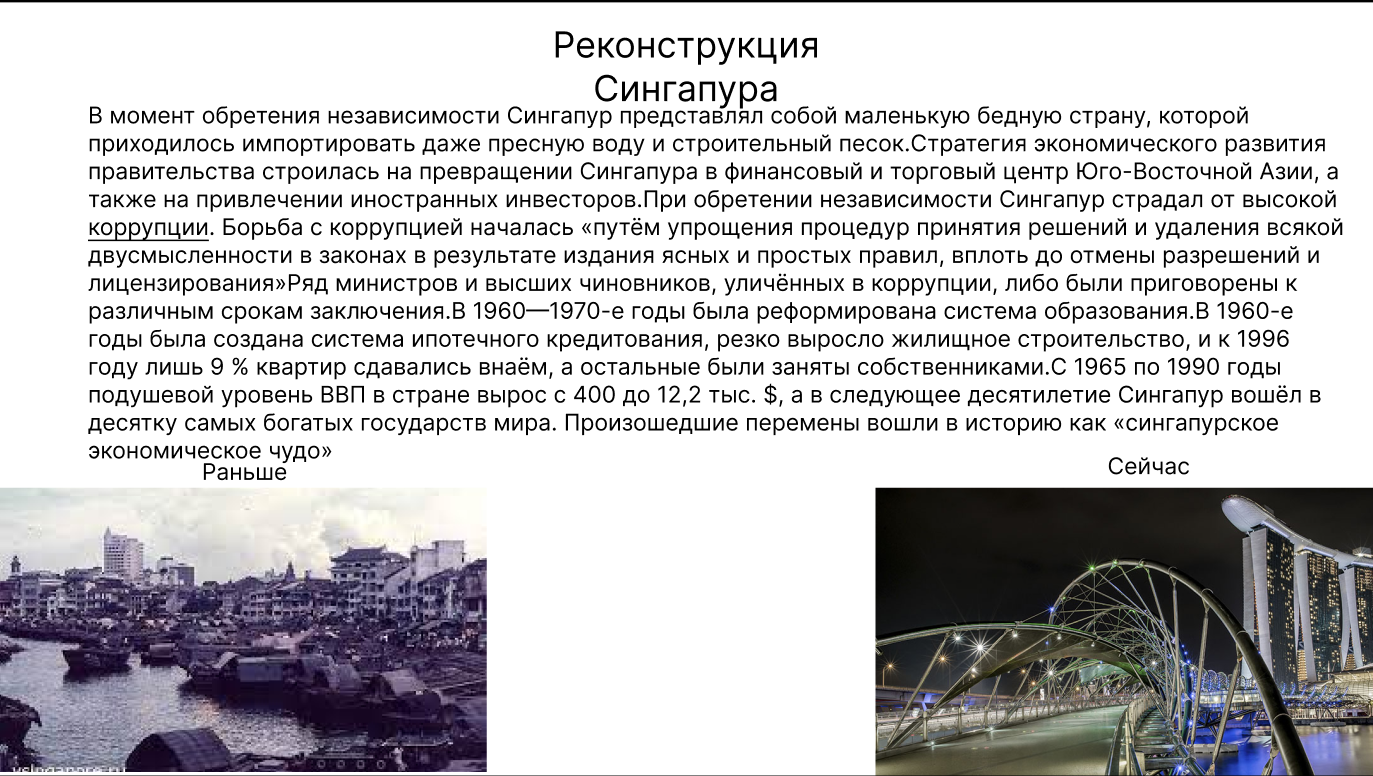 Реконструкция
Сингапура
В момент обретения независимости Сингапур представлял собой маленькую бедную страну, которой
приходилось импортировать даже пресную воду и строительный песок.Стратегия экономического развития
правительства строилась на превращении Сингапура в финансовый и торговый центр Юго-Восточной Азии, а
также на привлечении иностранных инвесторов.При обретении независимости Сингапур страдал от высокой
коррупции. Борьба с коррупцией началась «путём упрощения процедур принятия решений и удаления всякой
двусмысленности в законах в результате издания ясных и простых правил, вплоть до отмены разрешений и
лицензирования»Ряд министров и высших чиновников, уличённых в коррупции, либо были приговорены к
различным срокам заключения.В 1960—1970-е годы была реформирована система образования.В 1960-е
годы была создана система ипотечного кредитования, резко выросло жилищное строительство, и к 1996
году лишь 9 % квартир сдавались внаём, а остальные были заняты собственниками.С 1965 по 1990 годы
подушевой уровень ВВП в стране вырос с 400 до 12,2 тыс. $, а в следующее десятилетие Сингапур вошёл в
десятку самых богатых государств мира. Произошедшие перемены вошли в историю как «сингапурское
экономическое чудо»
Раньше
Сейчас